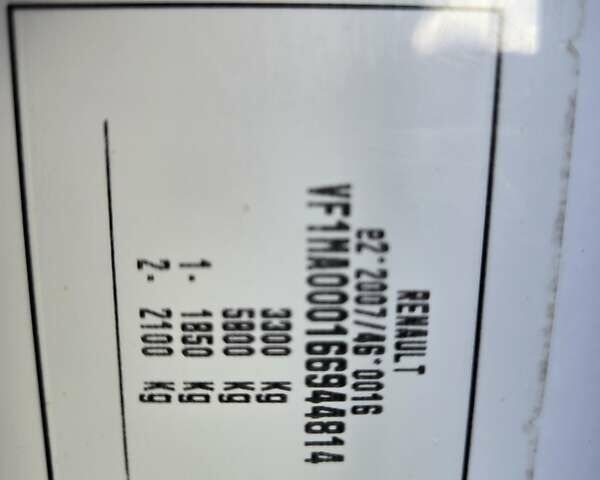 RENAULT
e2*2007/46*0016
VF1MA000166944814
3300 Kg
5800 Kg
1- 1850 Kg
2- 2100 Kg